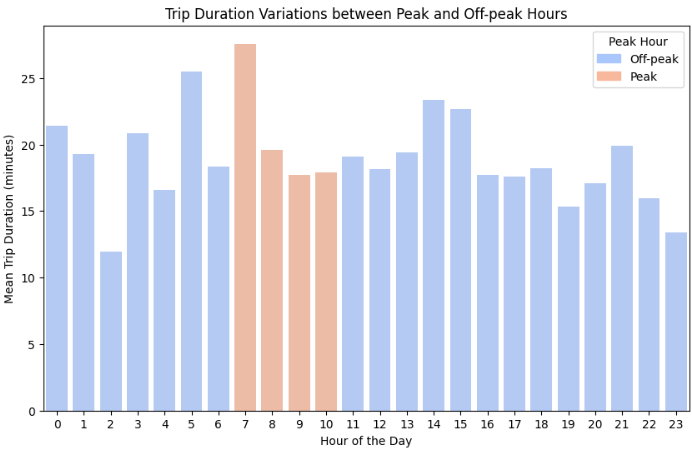 Trip Duration Variations between Peak and Off-peak Hours
Peak Hour
Off-peak
Peak
Mean Trip Duration (minutes)
25
20
15
10
5
0
0 1 2 3 4 5 6 7 8 9 10 11 12 13 14 15 16 17 18 19 20 21 22 23
Hour of the Day